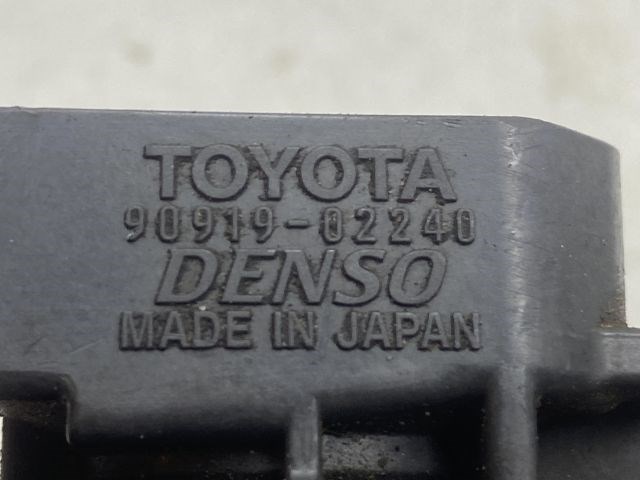 TOYOTA
90919-02240
DENSO
MADE IN JAPAN